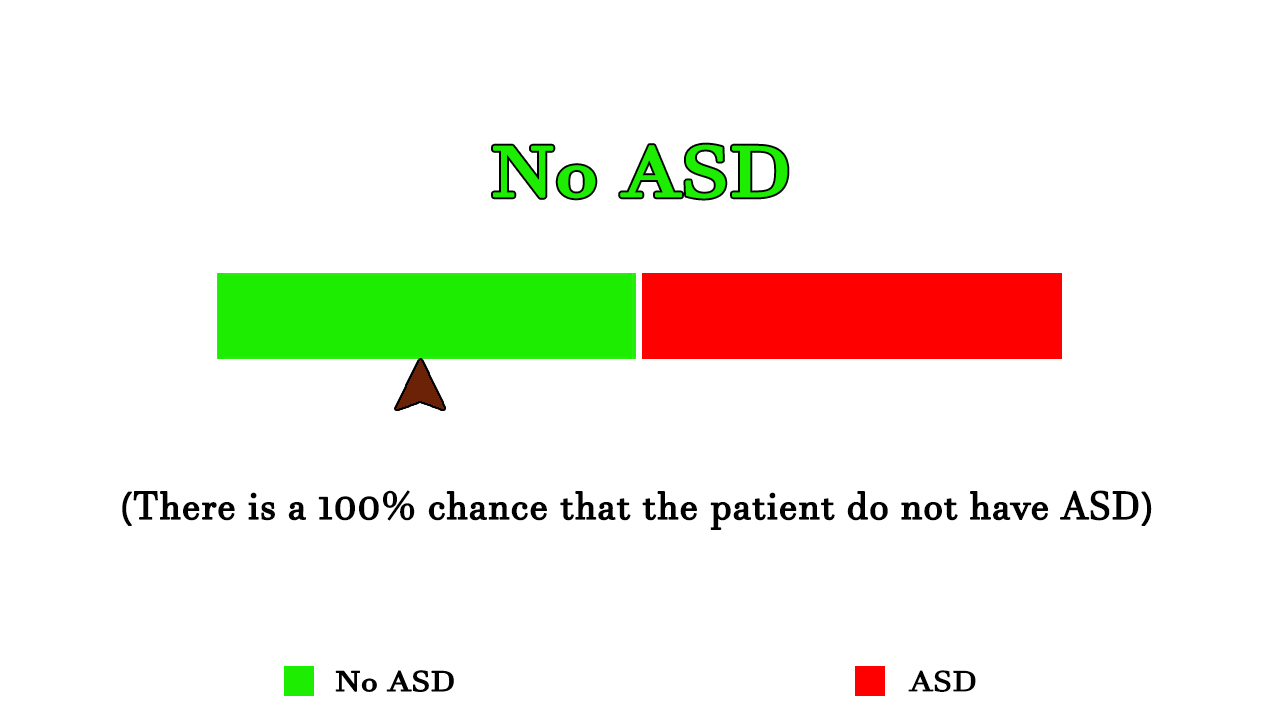 No ASD
(There is a 100% chance that the patient do not have ASD)
No ASD
ASD